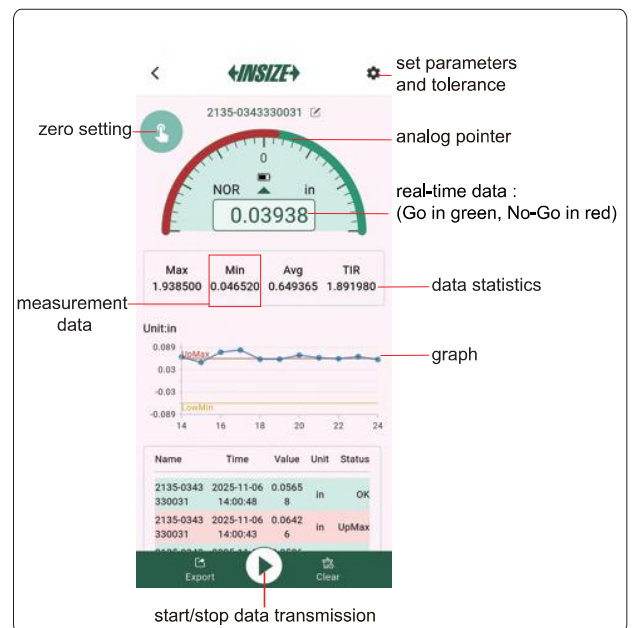 INSIZE
set parameters
and tolerance
2135-0343330031
zero setting
analog pointer
0
NOR
in
0.03938
real-time data :
(Go in green, No-Go in red)
Max Min Avg TIR
1.938500 0.046520 0.649365 1.891980
data statistics
measurement
data
Unit:in
0.089
UpMax
0.03
-0.03
LowMin
-0.089
14 16 18 20 22 24
graph
Name Time Value Unit Status
2135-0343 2025-11-06 0.0565
330031 14:00:48 8 in OK
2135-0343 2025-11-06 0.0642
330031 14:00:43 6 in UpMax
Export
Clear
start/stop data transmission